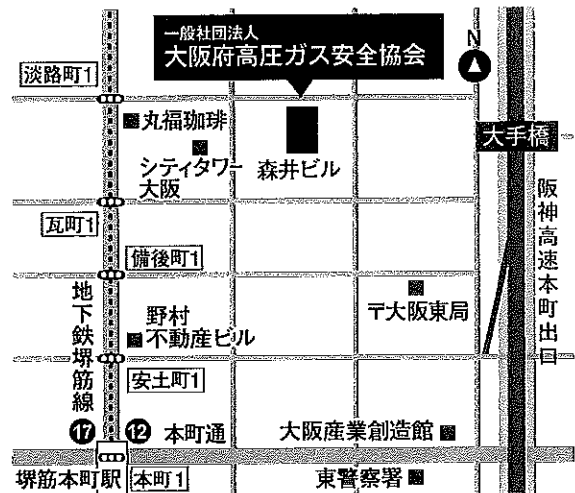 一般社団法人
大阪府高圧ガス安全協会
N
淡路町1
丸福珈琲
大手橋
シティタワー
大阪
森井ビル
瓦町1
阪神高速本町出口
備後町1
地下鉄堺筋線
野村
不動産ビル
〒大阪東局
安土町1
17
12
本町通
大阪産業創造館
堺筋本町駅
本町1
東警察署